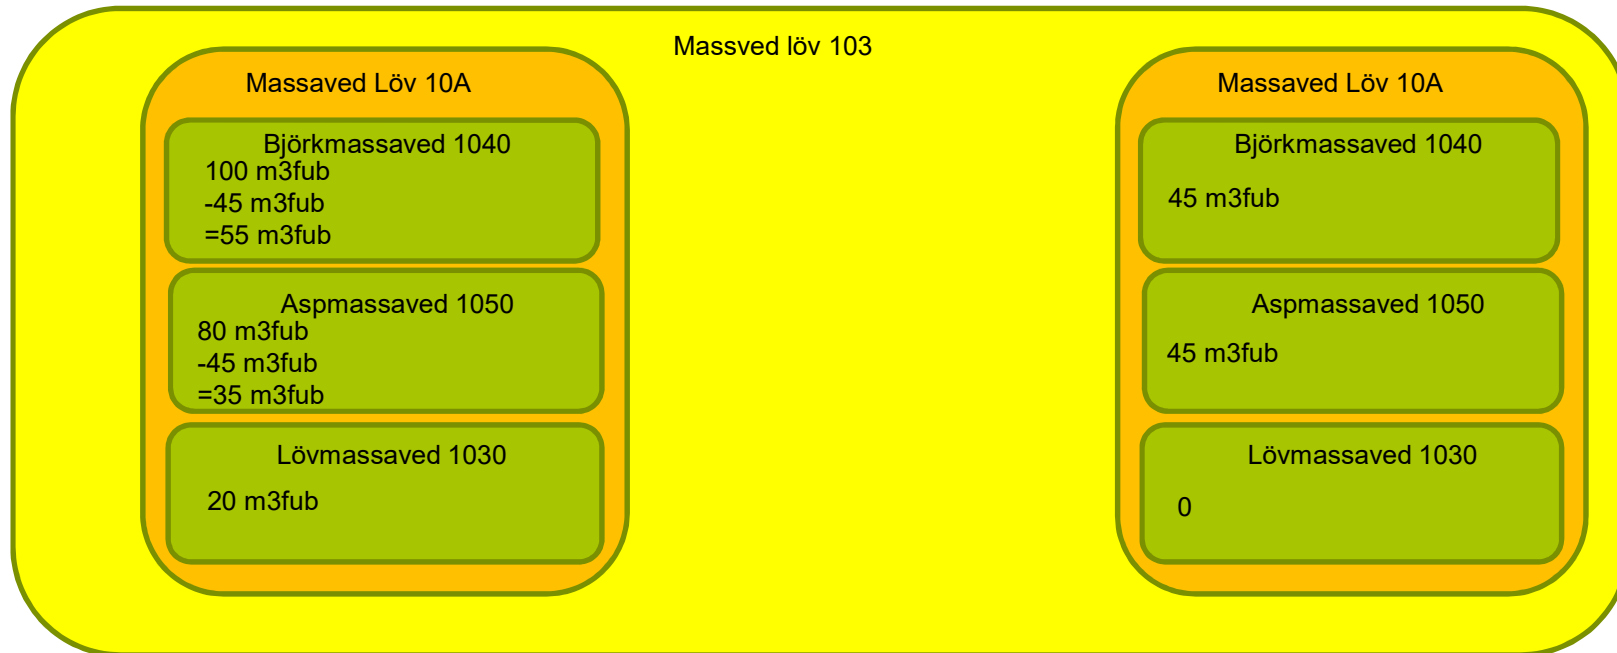 Massved löv 103
Massaved Löv 10A
Björkmassaved 1040
100 m3fub
-45 m3fub
=55 m3fub
Aspmassaved 1050
80 m3fub
-45 m3fub
=35 m3fub
Lövmassaved 1030
20 m3fub
Massaved Löv 10A
Björkmassaved 1040
45 m3fub
Aspmassaved 1050
45 m3fub
Lövmassaved 1030
0